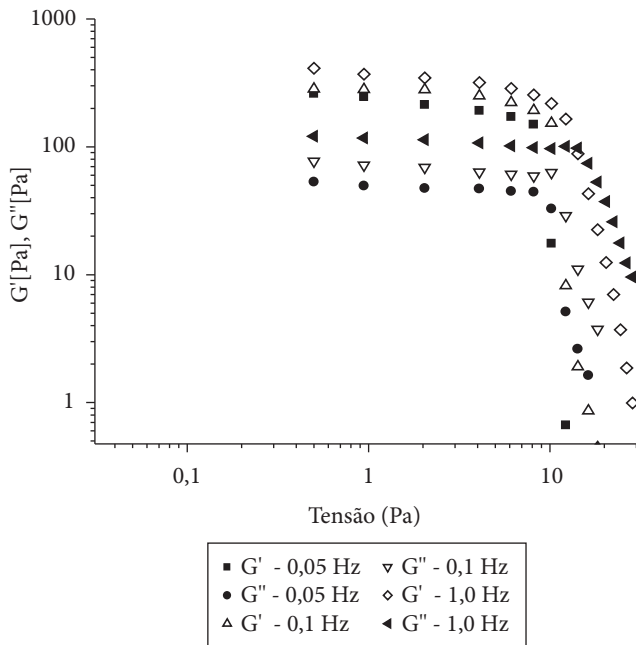 1000
100
10
1
G'[Pa], G"[Pa]
0,1 1 10
Tensão (Pa)
G' - 0,05 Hz G" - 0,1 Hz
G" - 0,05 Hz G' - 1,0 Hz
G' - 0,1 Hz G" - 1,0 Hz